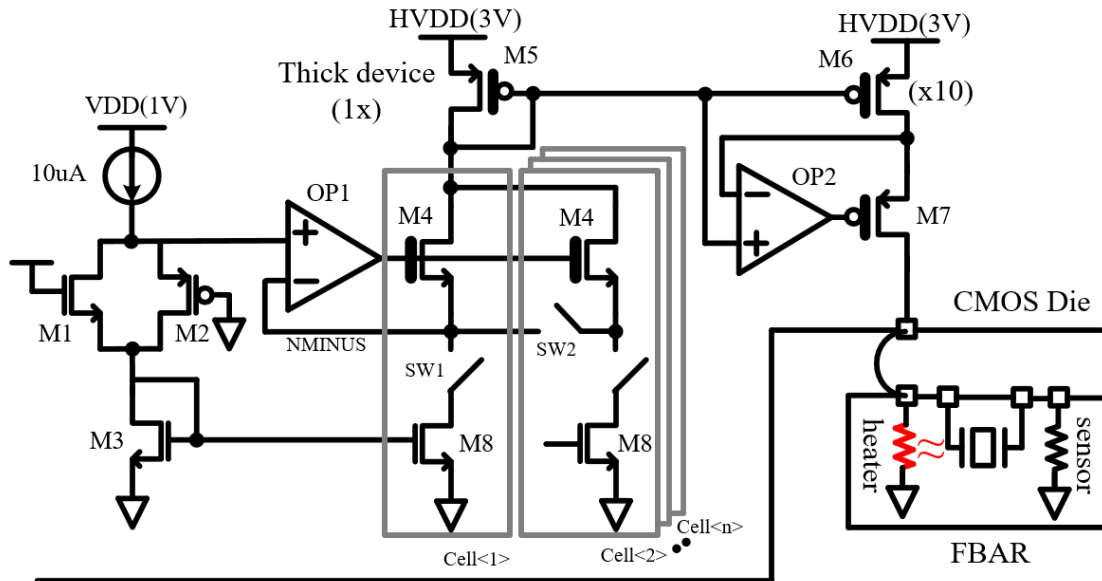 HVDD(3V)
HVDD(3V)
M5
M6
Thick device
(1x)
(x10)
VDD(1V)
10uA
OP1
OP2
M4
M4
M7
M1
M2
NMINUS
SW1
SW2
CMOS Die
M3
M8
M8
heater
sensor
Cell<1>
Cell<2>
Cell<n>
FBAR